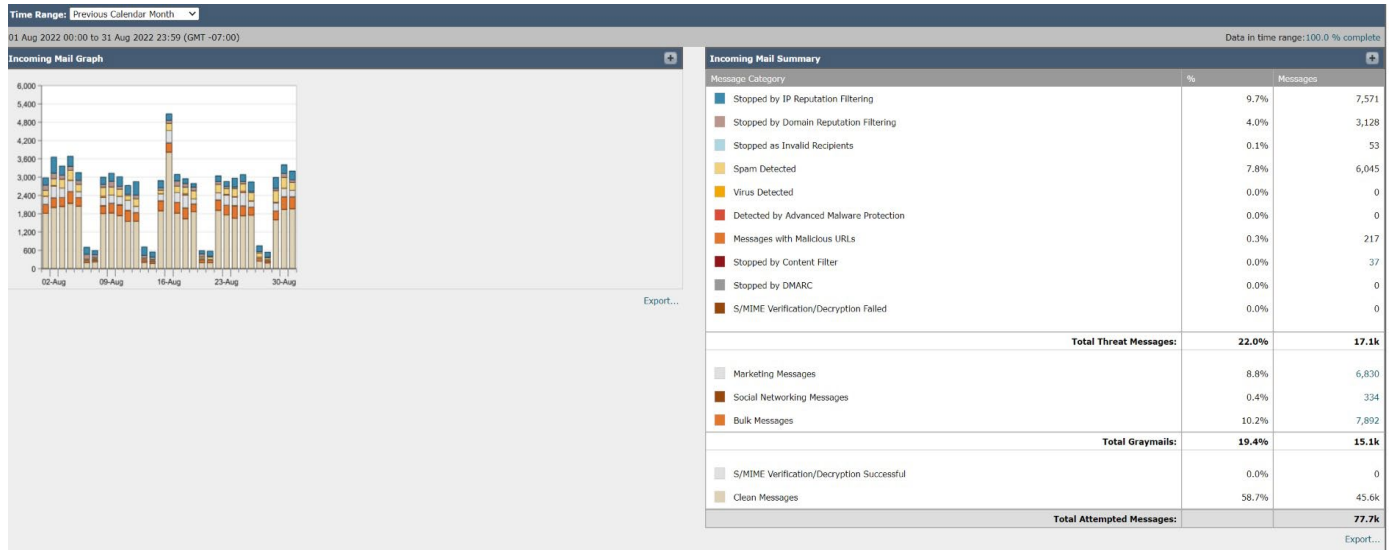 Time Range: Previous Calendar Month
01 Aug 2022 00:00 to 31 Aug 2022 23:59 (GMT -07:00) Data in time range:100.0 % complete
Incoming Mail Graph
6,000
5,400
4,800
4,200
3,600
3,000
2,400
1,800
1,200
600
0
02-Aug 09-Aug 16-Aug 23-Aug 30-Aug
Export...
Incoming Mail Summary
Message Category % Messages
Stopped by IP Reputation Filtering 9.7% 7,571
Stopped by Domain Reputation Filtering 4.0% 3,128
Stopped as Invalid Recipients 0.1% 53
Spam Detected 7.8% 6,045
Virus Detected 0.0% 0
Detected by Advanced Malware Protection 0.0% 0
Messages with Malicious URLs 0.3% 217
Stopped by Content Filter 0.0% 37
Stopped by DMARC 0.0% 0
S/MIME Verification/Decryption Failed 0.0% 0
Total Threat Messages: 22.0% 17.1k
Marketing Messages 8.8% 6,830
Social Networking Messages 0.4% 334
Bulk Messages 10.2% 7,892
Total Graymails: 19.4% 15.1k
S/MIME Verification/Decryption Successful 0.0% 0
Clean Messages 58.7% 45.6k
Total Attempted Messages: 77.7k
Export...